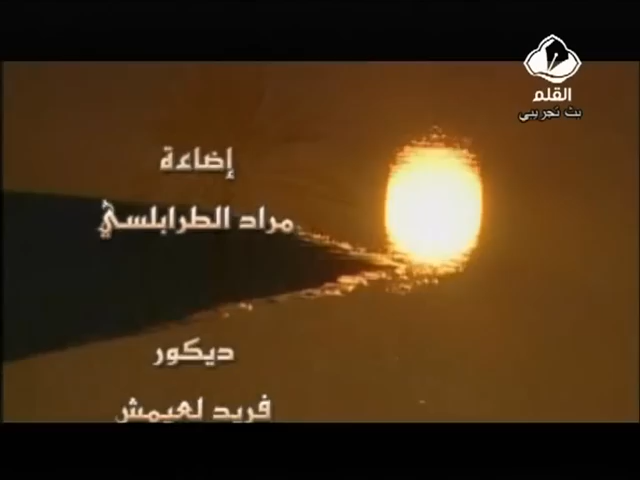 القلم
بث تجريبي
إضاءة
مراد الطرابلسي
ديكور
فريد لعيمش